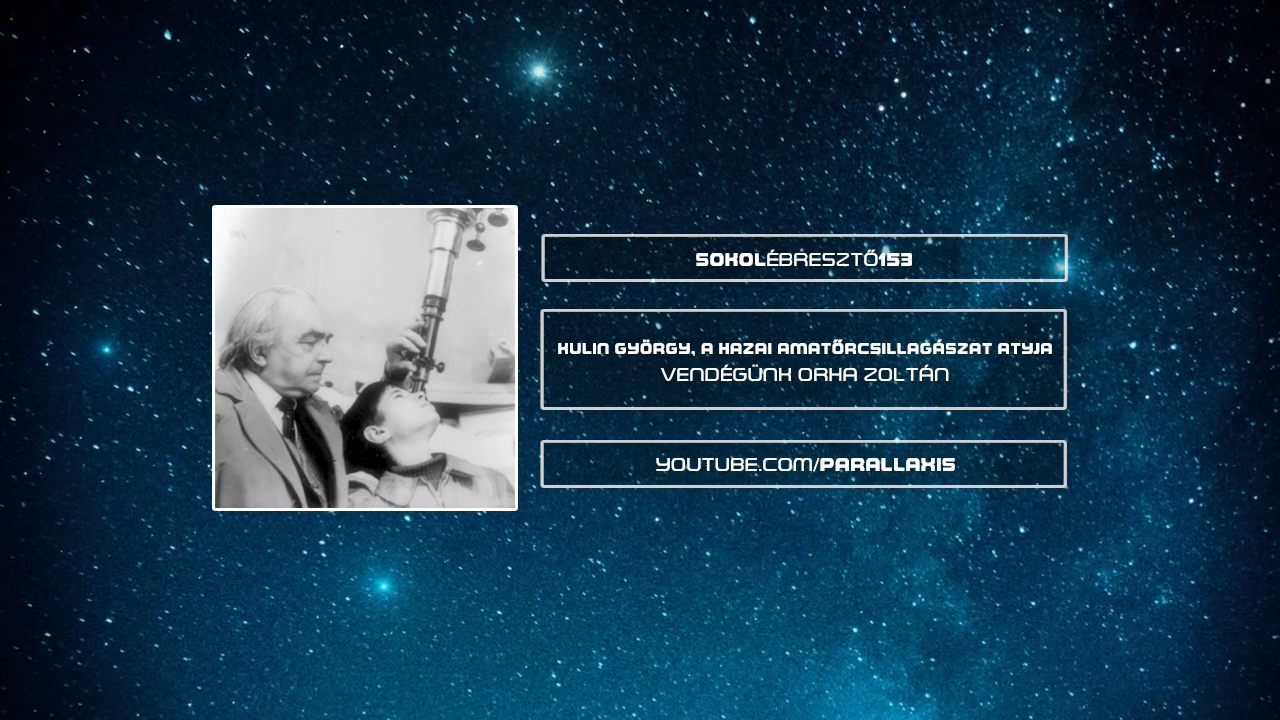 SOKOLÉBRESZTŐ153
KULIN GYÖRGY, A HAZAI AMATŐRCSILLAGÁSZAT ATYJA
VENDÉGÜNK ORHA ZOLTÁN
YOUTUBE.COM/PARALLAXIS